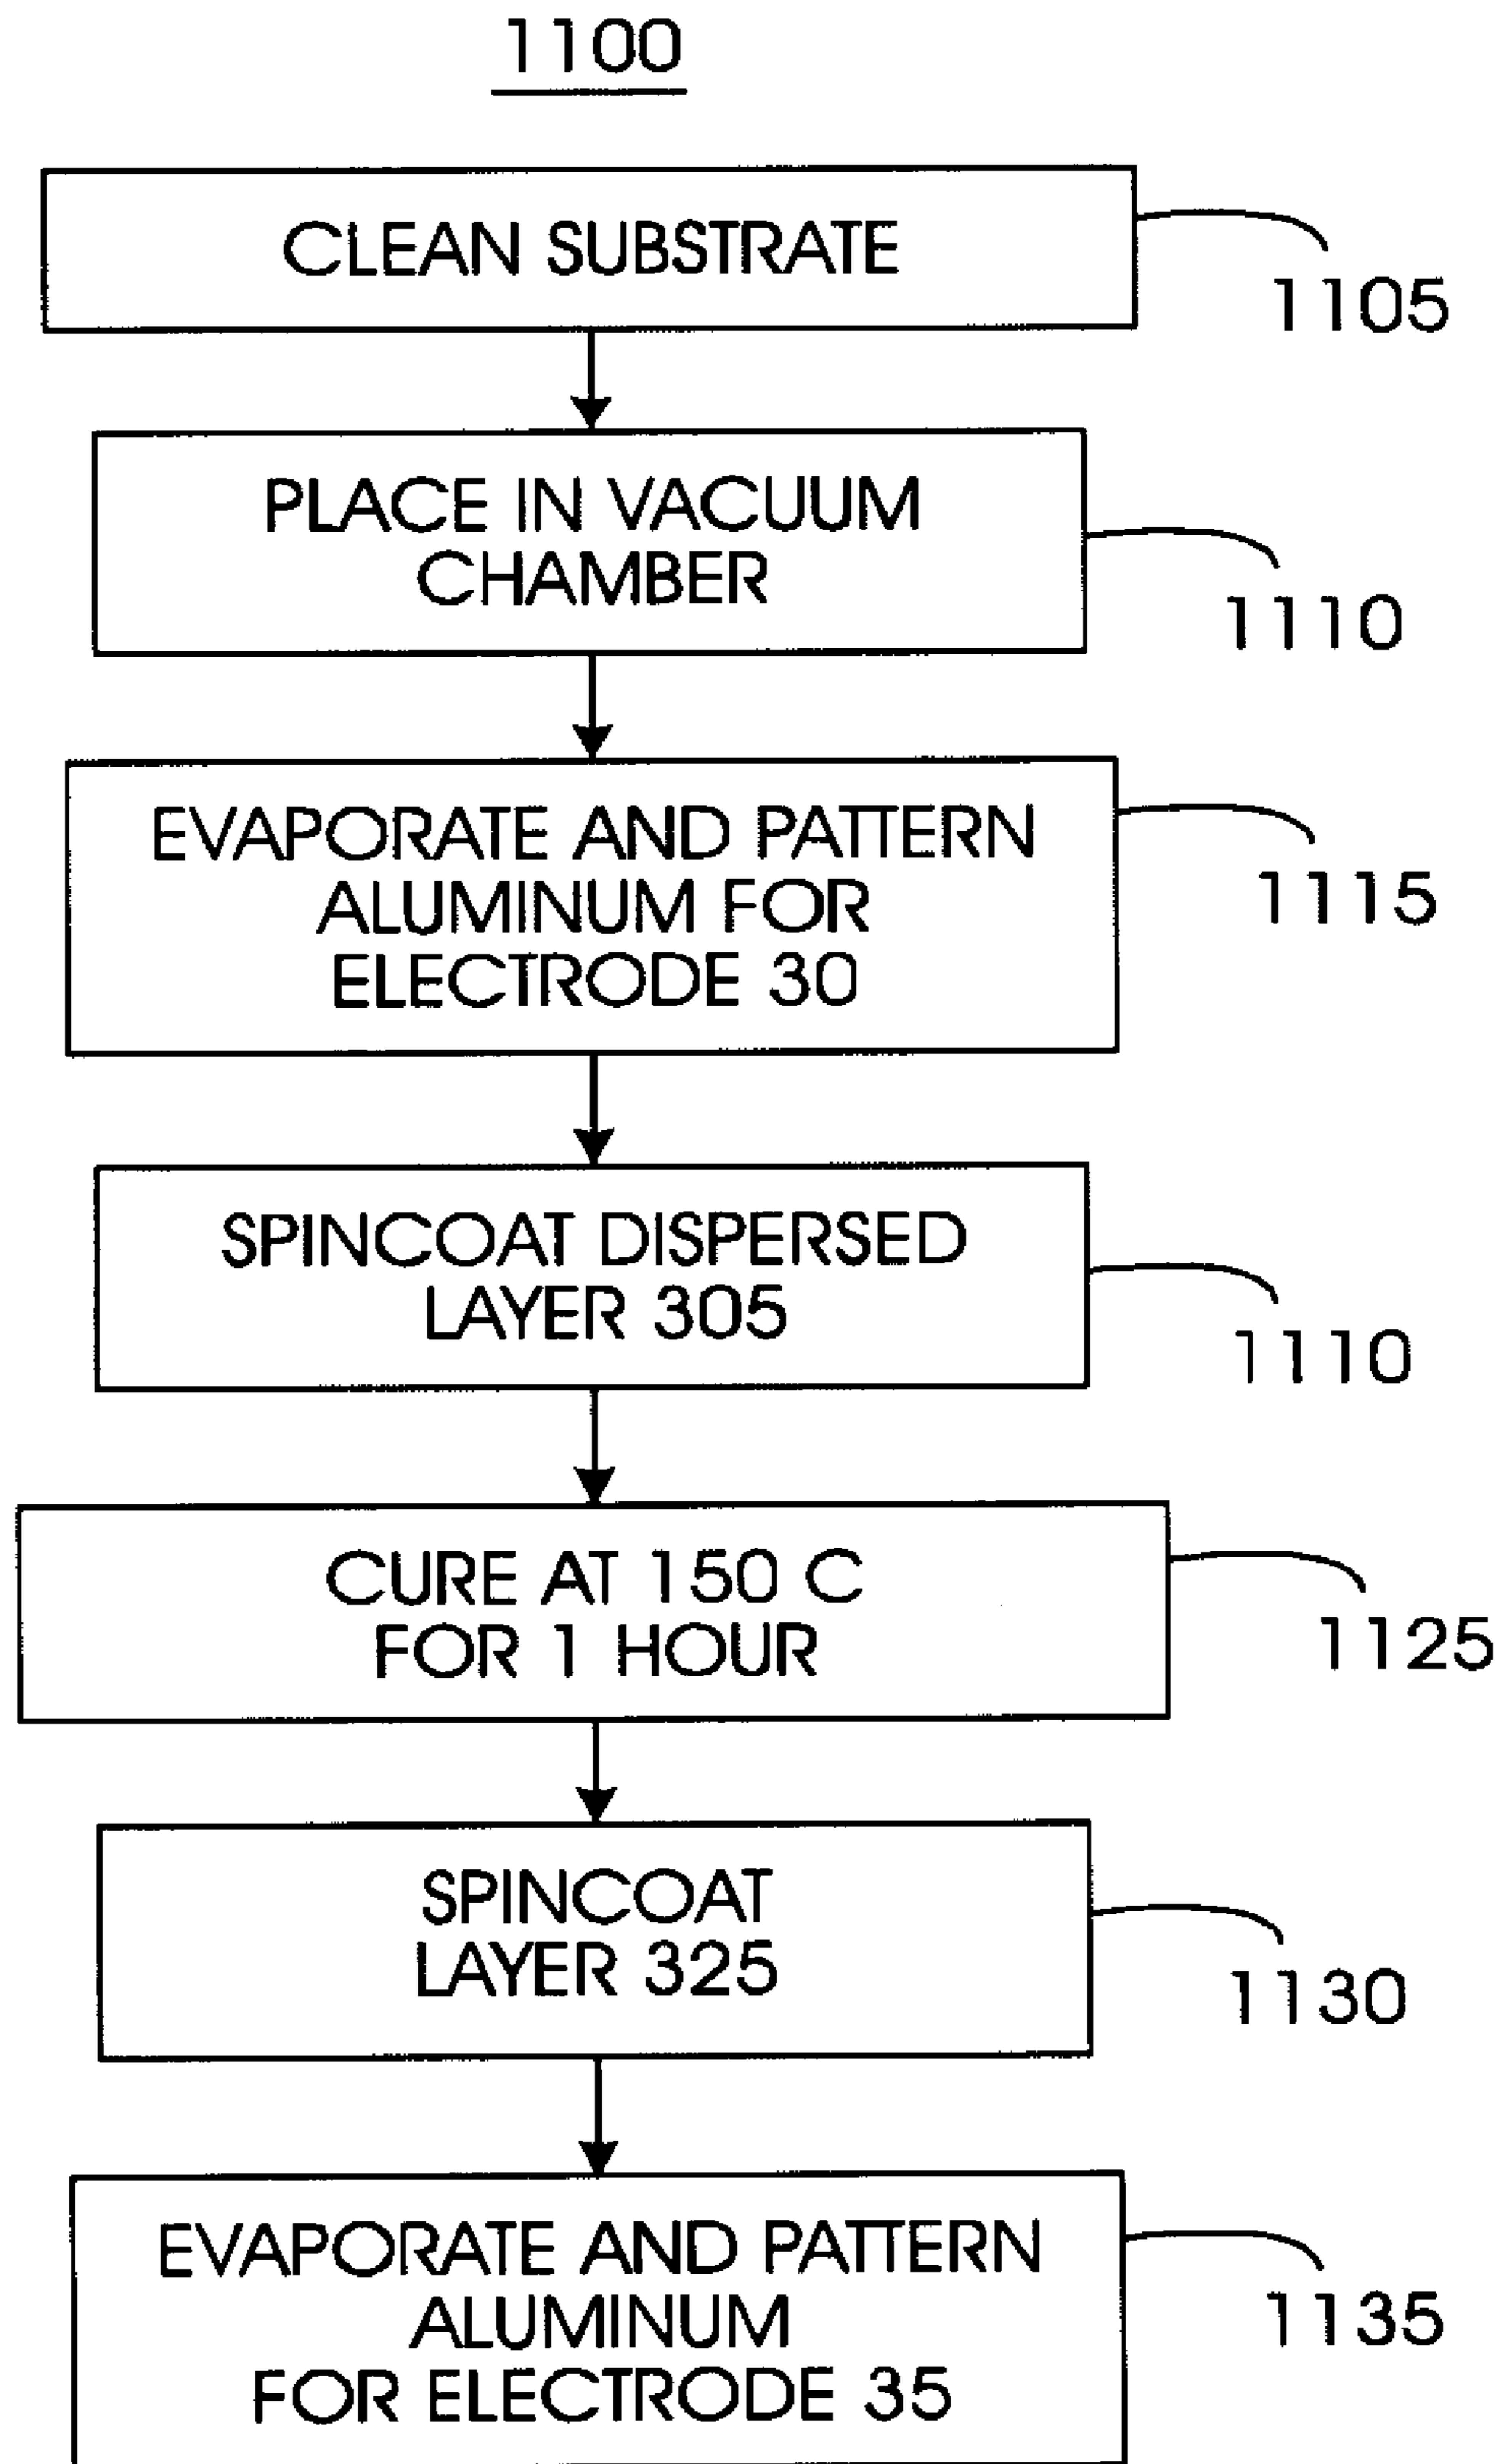 1100
CLEAN SUBSTRATE
1105
PLACE IN VACUUM
CHAMBER
1110
EVAPORATE AND PATTERN
ALUMINUM FOR
ELECTRODE 30
1115
SPINCOAT DISPERSED
LAYER 305
1110
CURE AT 150 C
FOR 1 HOUR
1125
SPINCOAT
LAYER 325
1130
EVAPORATE AND PATTERN
ALUMINUM
FOR ELECTRODE 35
1135